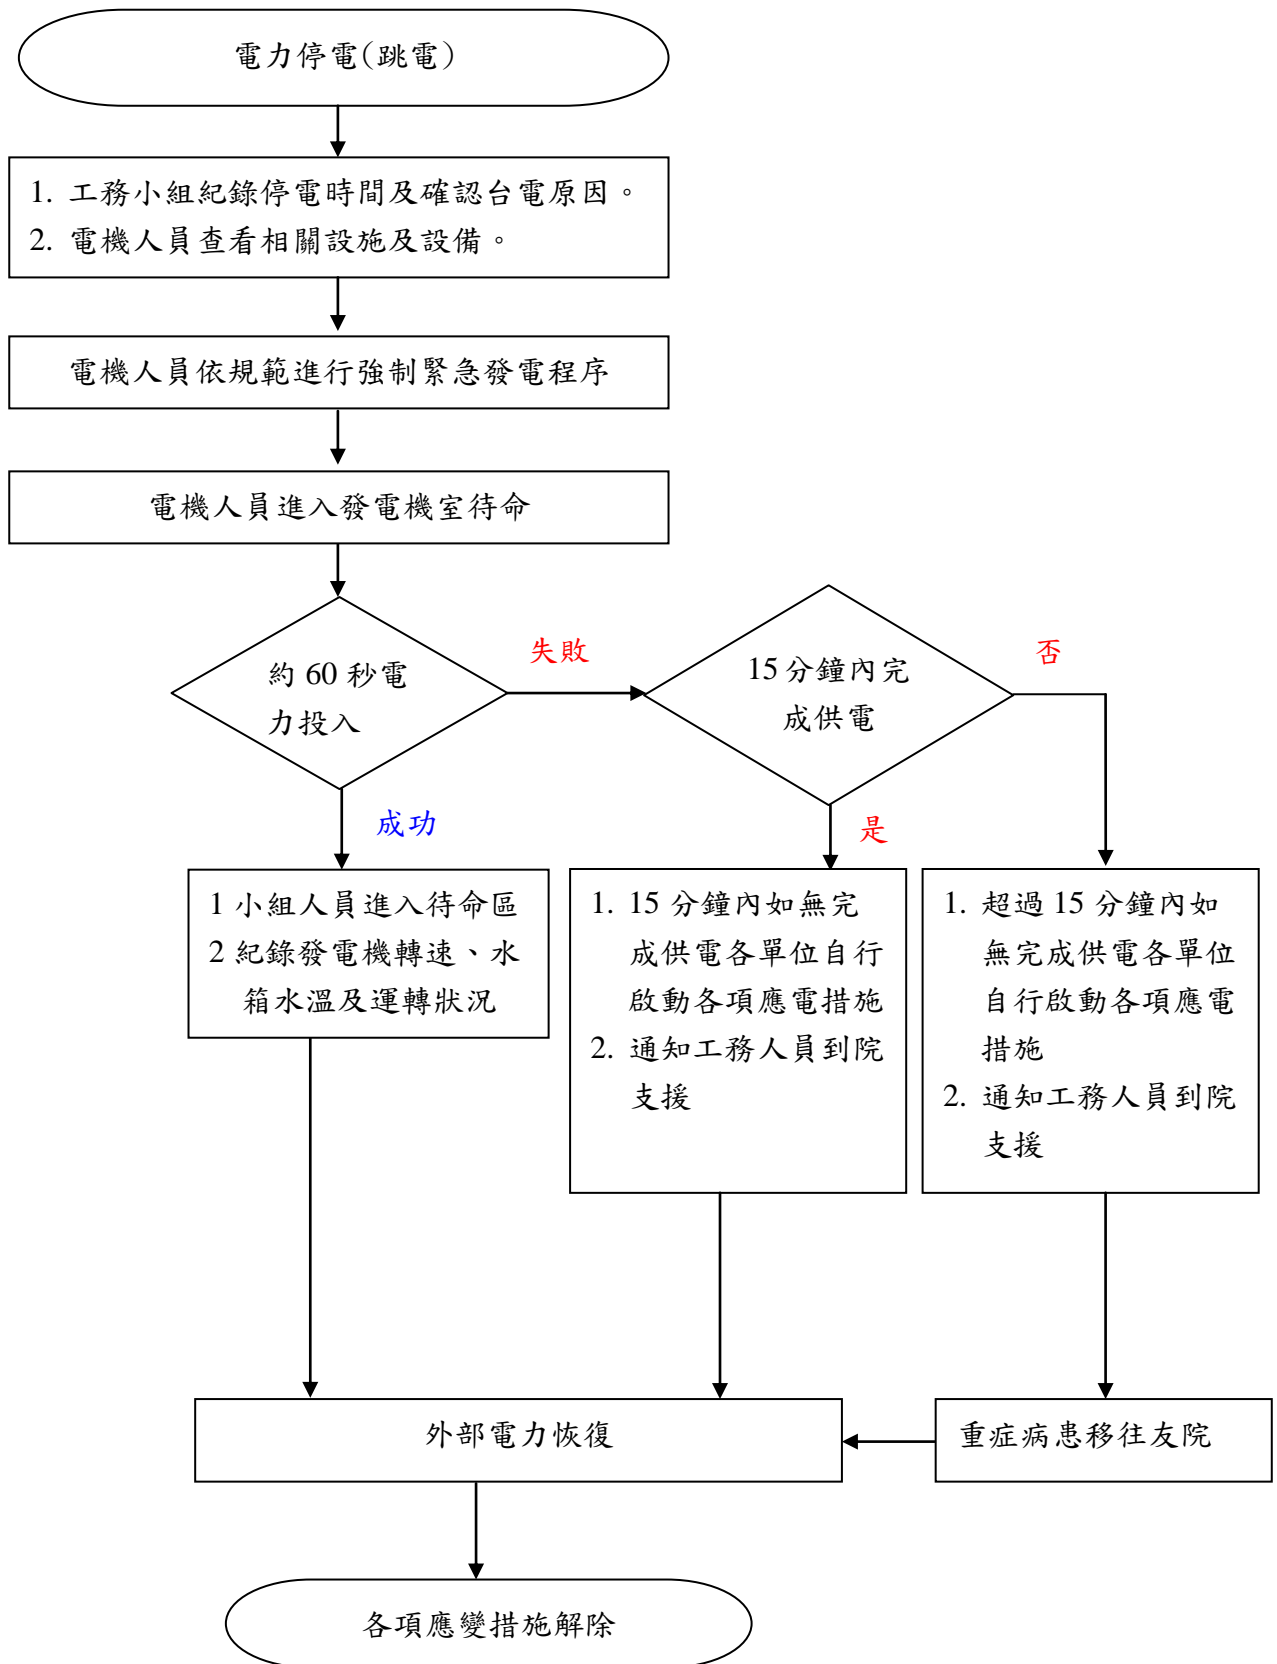 電力停電(跳電)
1. 工務小組紀錄停電時間及確認台電原因。
2. 電機人員查看相關設施及設備。
電機人員依規範進行強制緊急發電程序
電機人員進入發電機室待命
約 60 秒電
力投入
失敗
15 分鐘內完
成供電
否
成功
是
1 小組人員進入待命區
2 紀錄發電機轉速、水
箱水溫及運轉狀況
1. 15 分鐘內如無完
成供電各單位自行
啟動各項應電措施
2. 通知工務人員到院
支援
1. 超過 15 分鐘內如
無完成供電各單位
自行啟動各項應電
措施
2. 通知工務人員到院
支援
外部電力恢復
重症病患移往友院
各項應變措施解除